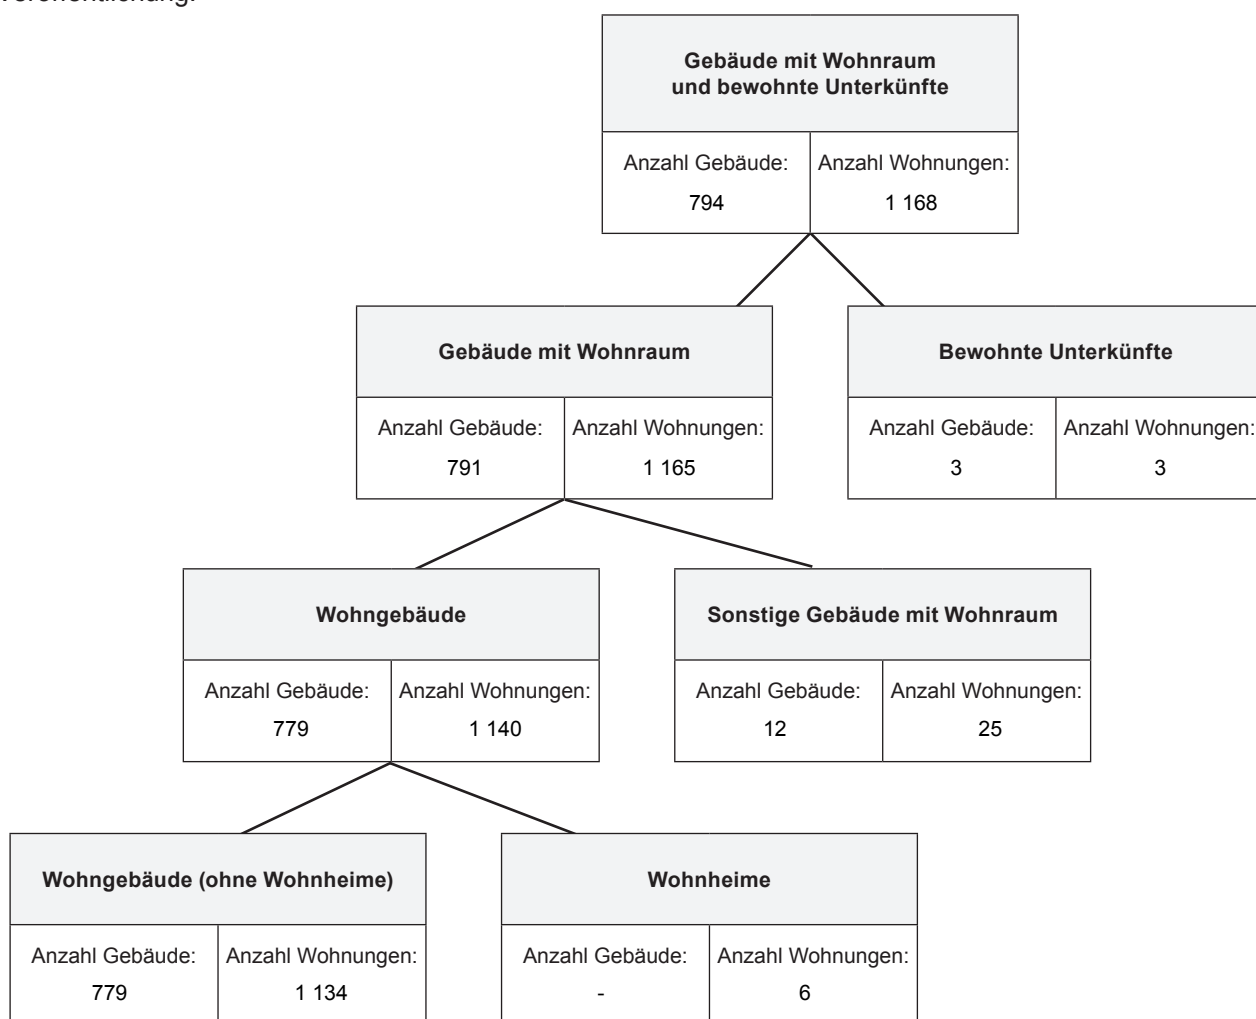 Veröffentlichung.
Gebäude mit Wohnraum
und bewohnte Unterkünfte
Anzahl Gebäude:
794
Anzahl Wohnungen:
1 168
Gebäude mit Wohnraum
Anzahl Gebäude:
791
Anzahl Wohnungen:
1 165
Bewohnte Unterkünfte
Anzahl Gebäude:
3
Anzahl Wohnungen:
3
Wohngebäude
Anzahl Gebäude:
779
Anzahl Wohnungen:
1 140
Sonstige Gebäude mit Wohnraum
Anzahl Gebäude:
12
Anzahl Wohnungen:
25
Wohngebäude (ohne Wohnheime)
Anzahl Gebäude:
779
Anzahl Wohnungen:
1 134
Wohnheime
Anzahl Gebäude:
-
Anzahl Wohnungen:
6